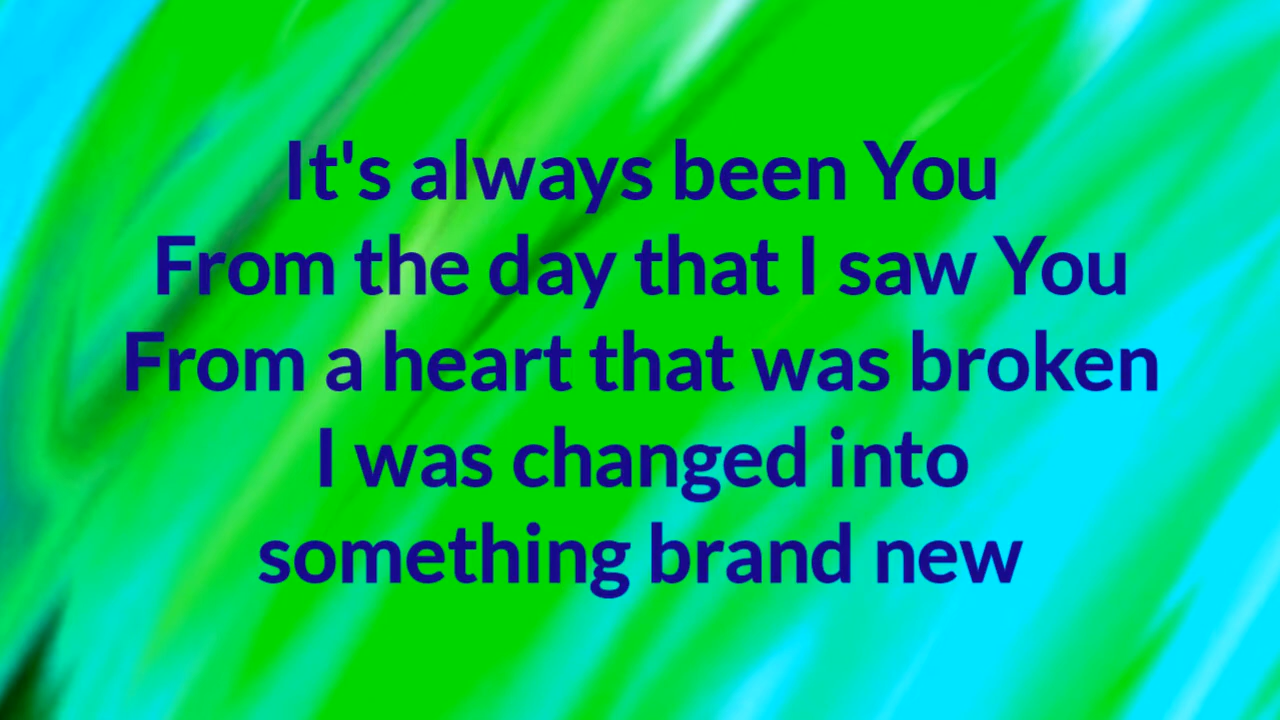 It's always been You
From the day that I saw You
From a heart that was broken
I was changed into
something brand new